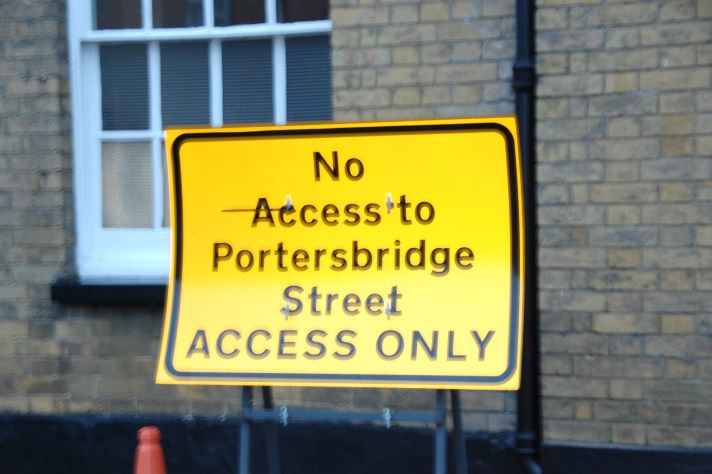 No
Access to
Portersbridge
Street
ACCESS ONLY